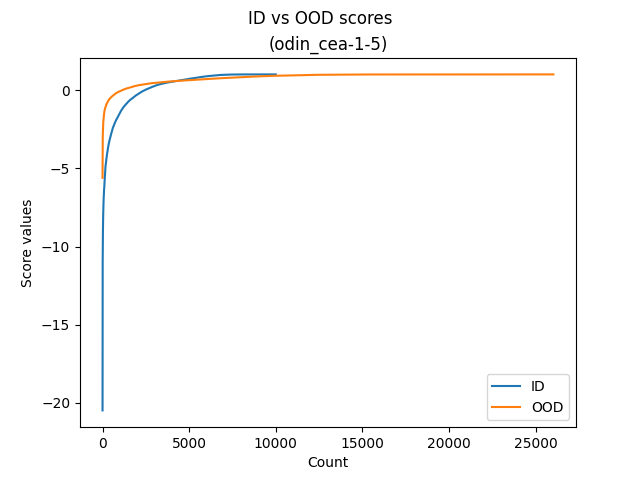 ID vs OOD scores
(odin_cea-1-5)
Score values
0
−5
−10
−15
−20
0
5000
10000
15000
20000
25000
Count
ID
OOD